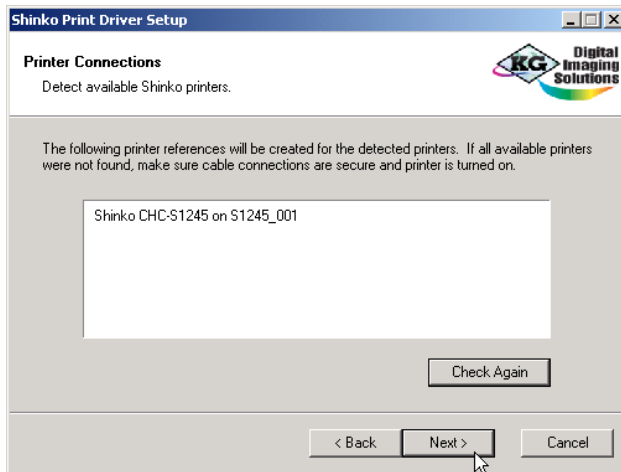 Shinko Print Driver Setup
Printer Connections
Detect available Shinko printers.
KG
Digital
Imaging
Solutions
The following printer references will be created for the detected printers. If all available printers
were not found, make sure cable connections are secure and printer is turned on.
Shinko CHC-S1245 on S1245_001
Check Again
< Back
Next >
Cancel